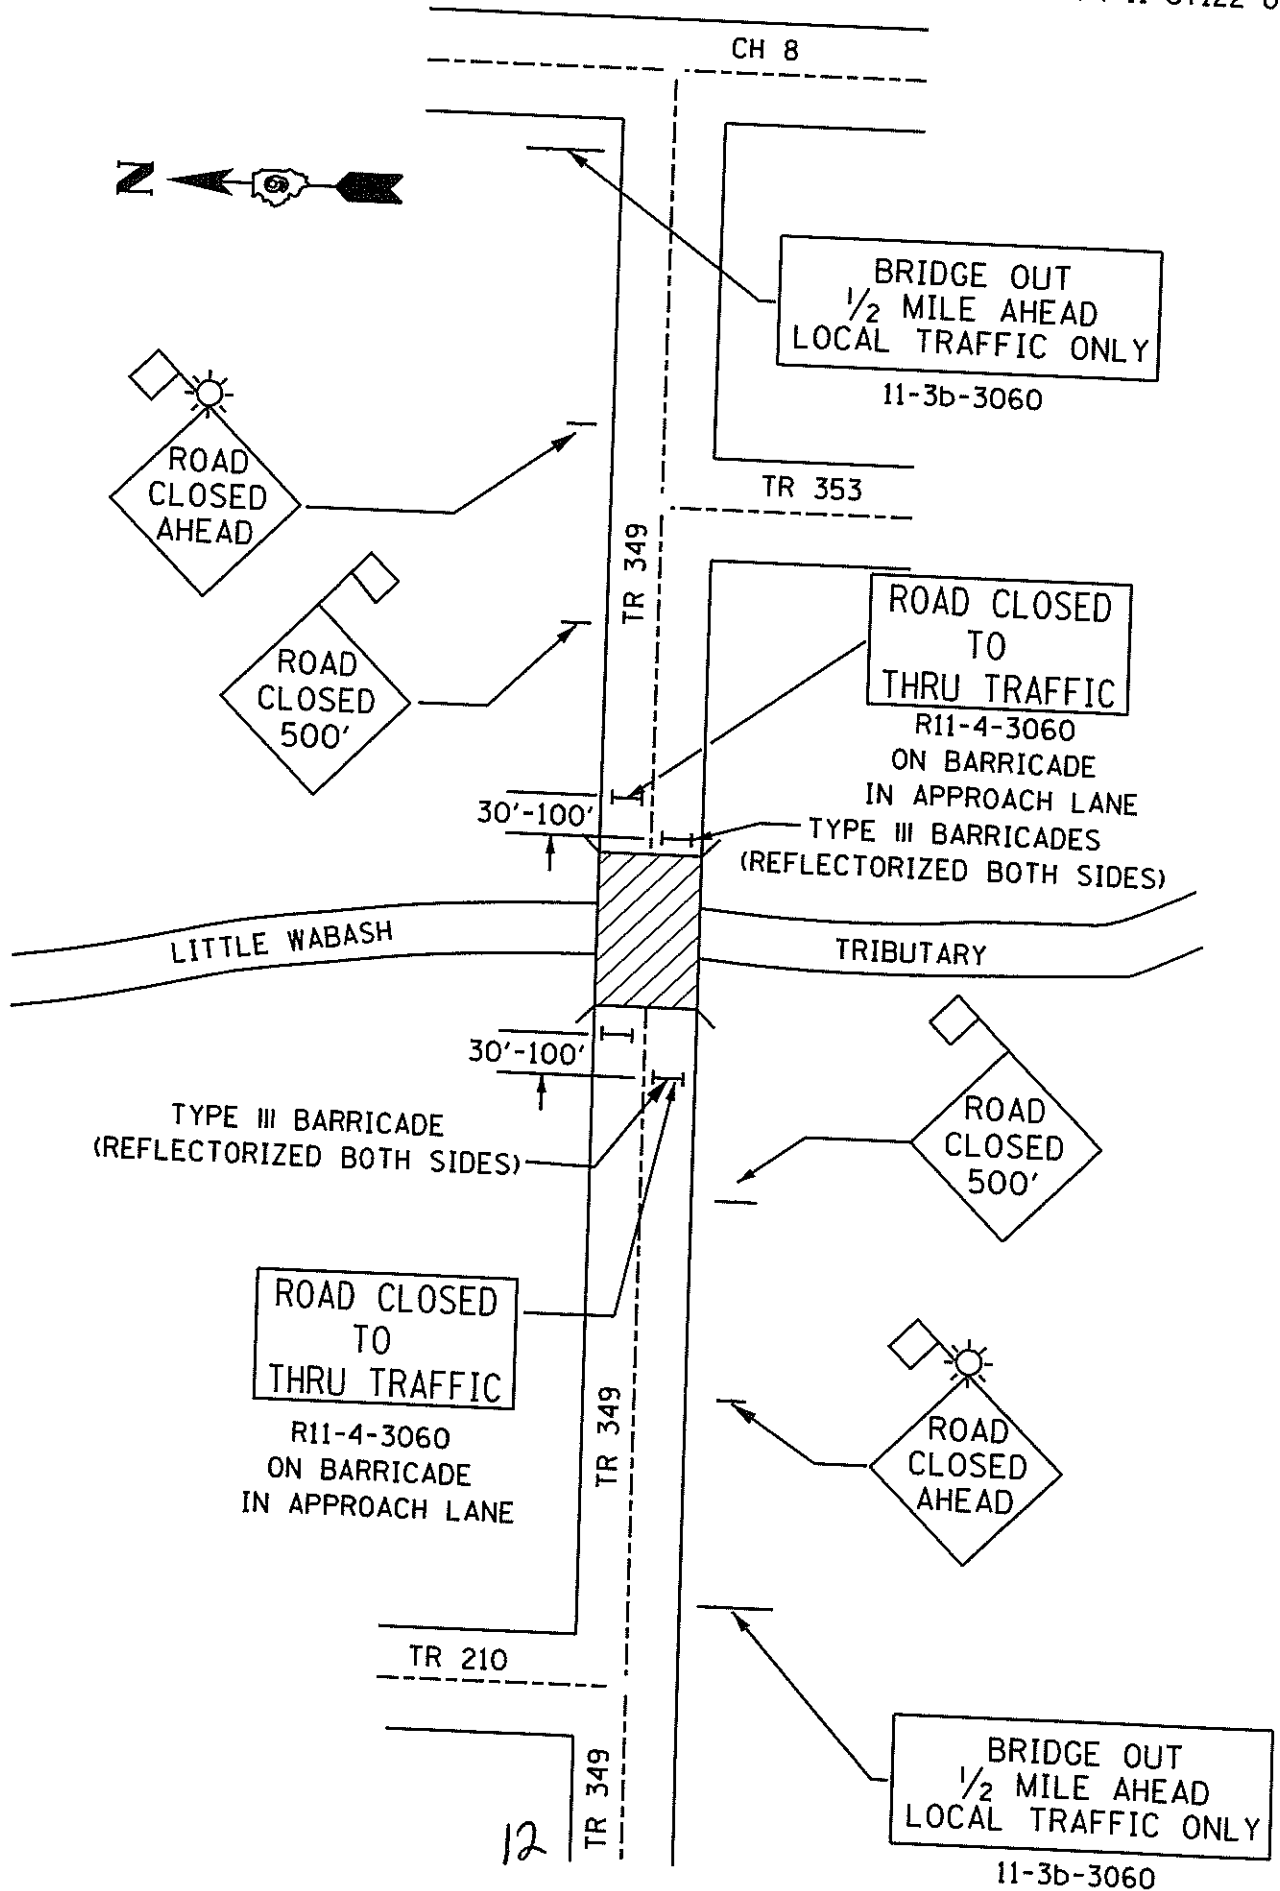 CH 8
N
BRIDGE OUT
1/2 MILE AHEAD
LOCAL TRAFFIC ONLY
11-3b-3060
ROAD
CLOSED
AHEAD
TR 353
TR 349
ROAD
CLOSED
500'
ROAD CLOSED
TO
THRU TRAFFIC
R11-4-3060
ON BARRICADE
IN APPROACH LANE
30'-100'
TYPE III BARRICADES
(REFLECTORIZED BOTH SIDES)
LITTLE WABASH
TRIBUTARY
30'-100'
TYPE III BARRICADE
(REFLECTORIZED BOTH SIDES)
ROAD
CLOSED
500'
ROAD CLOSED
TO
THRU TRAFFIC
R11-4-3060
ON BARRICADE
IN APPROACH LANE
TR 349
ROAD
CLOSED
AHEAD
TR 210
TR 349
BRIDGE OUT
1/2 MILE AHEAD
LOCAL TRAFFIC ONLY
11-3b-3060
12